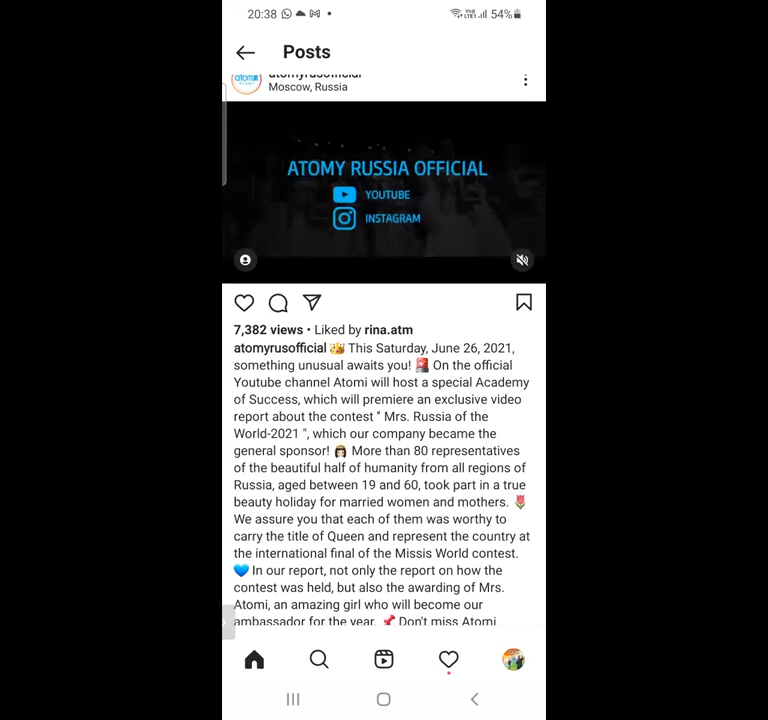 20:38
54%
Posts
atomyrusofficial
Moscow, Russia
ATOMY RUSSIA OFFICIAL
YOUTUBE
INSTAGRAM
7,382 views • Liked by rina.atm
atomyrusofficial 👑 This Saturday, June 26, 2021,
something unusual awaits you! 🚨 On the official
Youtube channel Atomi will host a special Academy
of Success, which will premiere an exclusive video
report about the contest " Mrs. Russia of the
World-2021 ", which our company became the
general sponsor! 👸 More than 80 representatives
of the beautiful half of humanity from all regions of
Russia, aged between 19 and 60, took part in a true
beauty holiday for married women and mothers. 🌷
We assure you that each of them was worthy to
carry the title of Queen and represent the country at
the international final of the Missis World contest.
💙 In our report, not only the report on how the
contest was held, but also the awarding of Mrs.
Atomi, an amazing girl who will become our
ambassador for the year. 📌 Don't miss Atomi